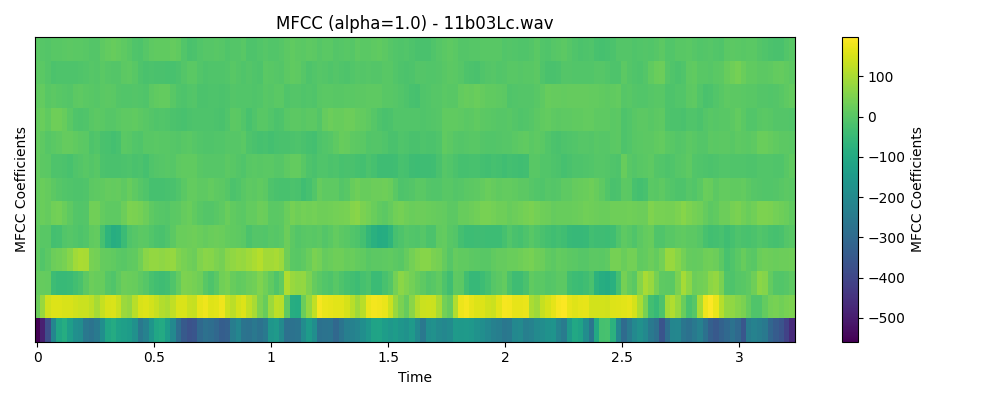 MFCC (alpha=1.0) - 11b03Lc.wav
MFCC Coefficients
0 0.5 1 1.5 2 2.5 3
Time
100
0
−100
−200
−300
−400
−500
MFCC Coefficients